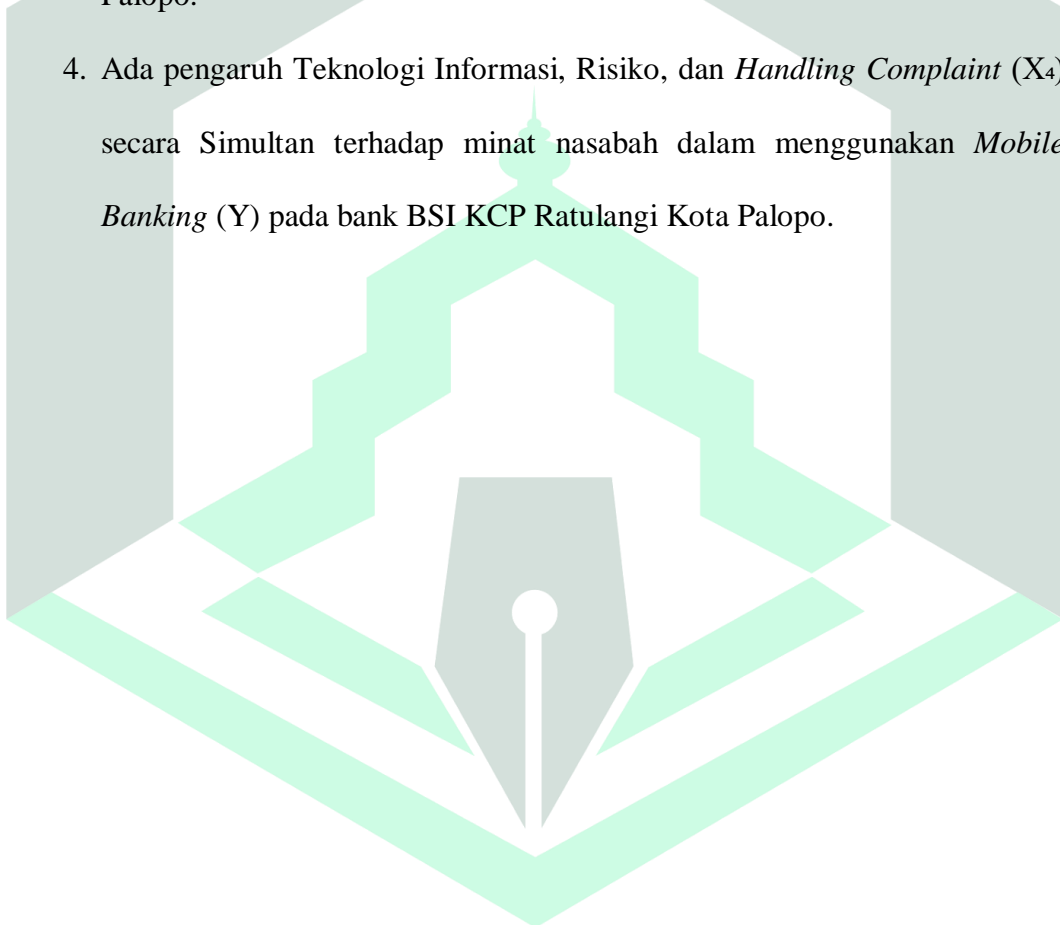 Palopo.
4. Ada pengaruh Teknologi Informasi, Risiko, dan Handling Complaint (X₄)
secara Simultan terhadap minat nasabah dalam menggunakan Mobile
Banking (Y) pada bank BSI KCP Ratulangi Kota Palopo.